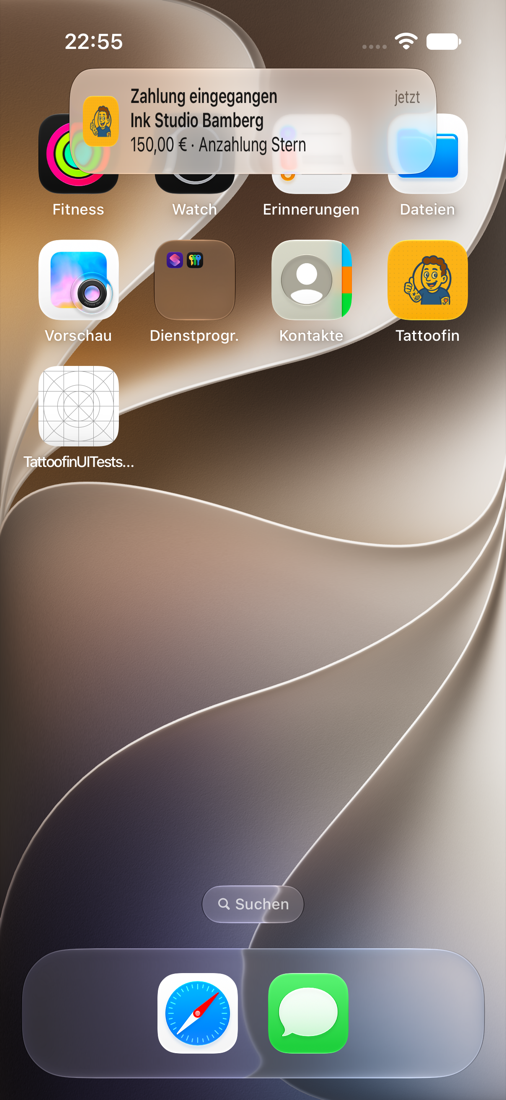 22:55
Zahlung eingegangen
jetzt
Ink Studio Bamberg
150,00 € · Anzahlung Stern
Fitness
Watch
Erinnerungen
Dateien
Vorschau
Dienstprogr.
Kontakte
Tattoofin
TattoofinUITests...
Suchen